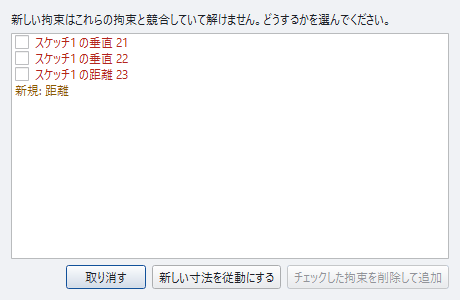 新しい拘束はこれらの拘束と競合していて解けません。どうするかを選んでください。
スケッチ1 の垂直 21
スケッチ1 の垂直 22
スケッチ1 の距離 23
新規: 距離
取り消す
新しい寸法を従動にする
チェックした拘束を削除して追加